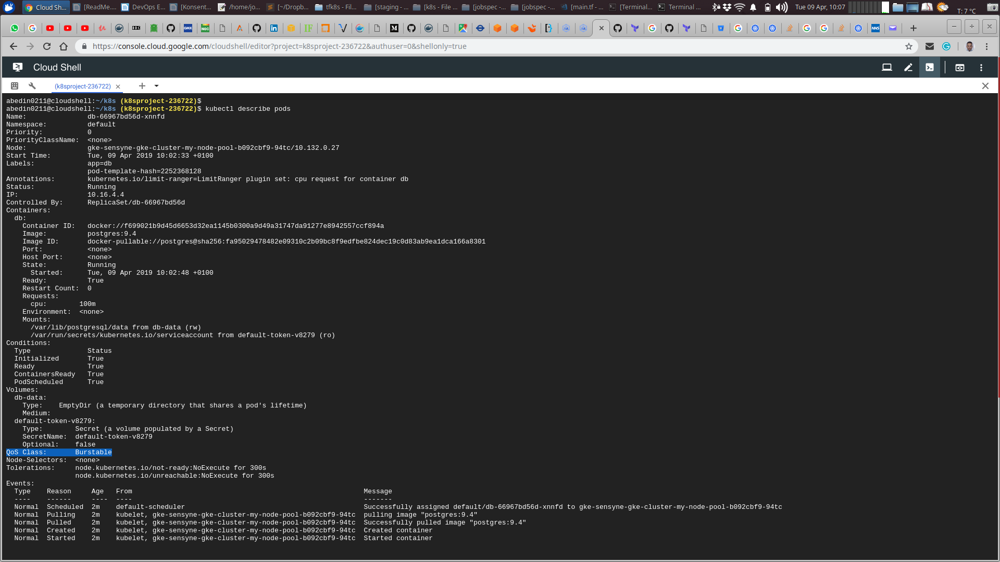 Cloud Sh...
[ReadMe....
DevOps E...
[Konsent...
/home/jo...
[~/Dropb...
tfk8s - Fil...
[staging - ...
[k8s - File ...
[jobspec -...
[jobspec -...
[main.tf - ...
[Terminal...
Terminal ...
Tue 09 Apr, 10:07
T: 7 °C
https://console.cloud.google.com/cloudshell/editor?project=k8sproject-236722&authuser=0&shellonly=true
Cloud Shell
(k8sproject-236722)
abedin0211@cloudshell:~/k8s (k8sproject-236722)$
abedin0211@cloudshell:~/k8s (k8sproject-236722)$ kubectl describe pods
Name:               db-66967bd56d-xnnfd
Namespace:          default
Priority:           0
PriorityClassName:  <none>
Node:               gke-sensyne-gke-cluster-my-node-pool-b092cbf9-94tc/10.132.0.27
Start Time:         Tue, 09 Apr 2019 10:02:33 +0100
Labels:             app=db
                    pod-template-hash=2252368128
Annotations:        kubernetes.io/limit-ranger=LimitRanger plugin set: cpu request for container db
Status:             Running
IP:                 10.16.4.4
Controlled By:      ReplicaSet/db-66967bd56d
Containers:
  db:
    Container ID:   docker://f699021b9d45d6653d32ea1145b0300a9d49a31747da91277e8942557ccf894a
    Image:          postgres:9.4
    Image ID:       docker-pullable://postgres@sha256:fa95029478482e09310c2b09bc8f9edfbe824dec19c0d83ab9ea1dca166a8301
    Port:           <none>
    Host Port:      <none>
    State:          Running
      Started:      Tue, 09 Apr 2019 10:02:48 +0100
    Ready:          True
    Restart Count:  0
    Requests:
      cpu:        100m
    Environment:  <none>
    Mounts:
      /var/lib/postgresql/data from db-data (rw)
      /var/run/secrets/kubernetes.io/serviceaccount from default-token-v8279 (ro)
Conditions:
  Type              Status
  Initialized       True
  Ready             True
  ContainersReady   True
  PodScheduled      True
Volumes:
  db-data:
    Type:    EmptyDir (a temporary directory that shares a pod's lifetime)
    Medium:
  default-token-v8279:
    Type:        Secret (a volume populated by a Secret)
    SecretName:  default-token-v8279
    Optional:    false
QoS Class:       Burstable
Node-Selectors:  <none>
Tolerations:     node.kubernetes.io/not-ready:NoExecute for 300s
                 node.kubernetes.io/unreachable:NoExecute for 300s
Events:
  Type    Reason     Age   From                                                         Message
  ----    ------     ----  ----                                                         -------
  Normal  Scheduled  2m    default-scheduler                                            Successfully assigned default/db-66967bd56d-xnnfd to gke-sensyne-gke-cluster-my-node-pool-b092cbf9-94tc
  Normal  Pulling    2m    kubelet, gke-sensyne-gke-cluster-my-node-pool-b092cbf9-94tc  pulling image "postgres:9.4"
  Normal  Pulled     2m    kubelet, gke-sensyne-gke-cluster-my-node-pool-b092cbf9-94tc  Successfully pulled image "postgres:9.4"
  Normal  Created    2m    kubelet, gke-sensyne-gke-cluster-my-node-pool-b092cbf9-94tc  Created container
  Normal  Started    2m    kubelet, gke-sensyne-gke-cluster-my-node-pool-b092cbf9-94tc  Started container